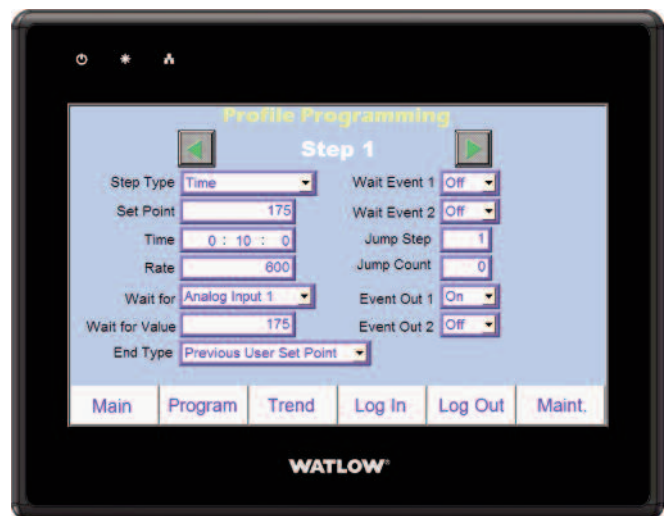 Profile Programming
Step 1
Step Type Time Wait Event 1 Off
Set Point 175 Wait Event 2 Off
Time 0 : 10 : 0 Jump Step 1
Rate 600 Jump Count 0
Wait for Analog Input 1 Event Out 1 On
Wait for Value 175 Event Out 2 Off
End Type Previous User Set Point
Main Program Trend Log In Log Out Maint.
WATLOW®